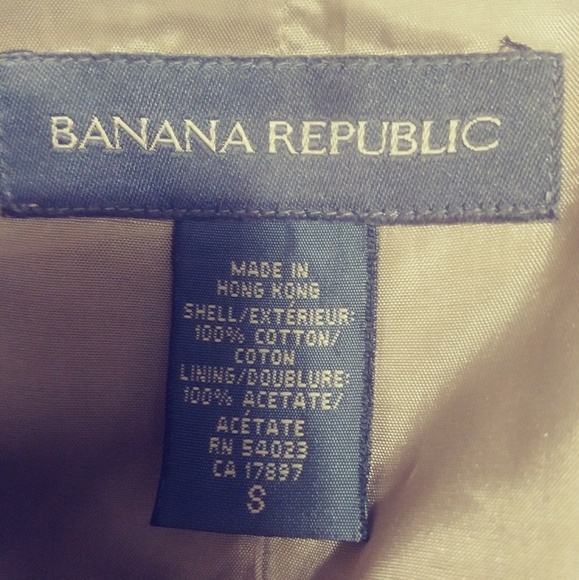 BANANA REPUBLIC
MADE IN
HONG KONG
SHELL/EXTÉRIEUR:
100% COTTON/
COTON
LINING/DOUBLURE:
100% ACETATE/
ACÉTATE
RN 54023
CA 17897
S